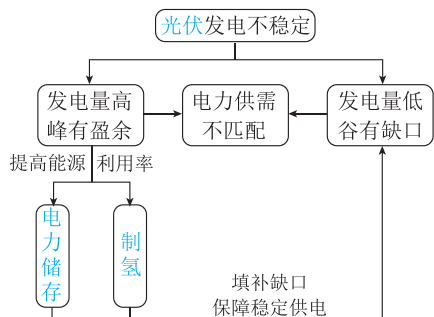 光伏发电不稳定
发电量高
峰有盈余
电力供需
不匹配
发电量低
谷有缺口
提高能源 利用率
电
力
储
存
制
氢
填补缺口
保障稳定供电